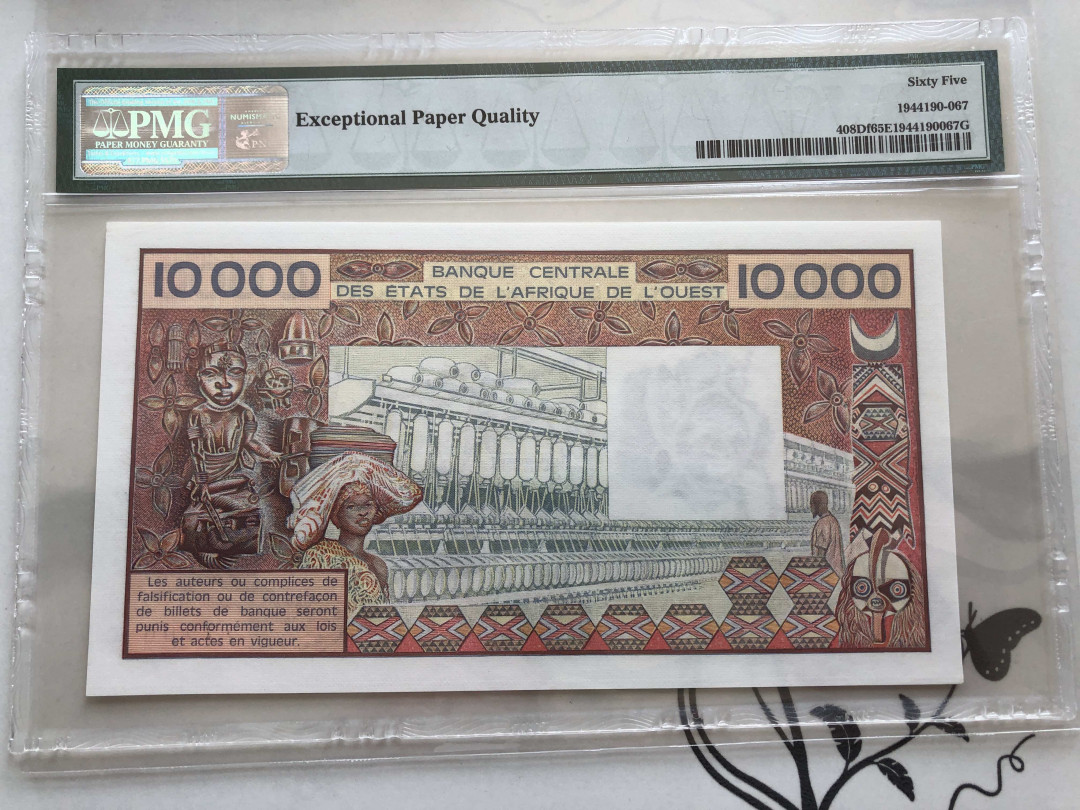 Sixty Five
1944190-067
408Df65E1944190067G
PMG
PAPER MONEY GUARANTY
Exceptional Paper Quality
10 000
BANQUE CENTRALE
DES ÉTATS DE L'AFRIQUE DE L'OUEST
10 000
Les auteurs ou complices de
falsification ou de contrefaçon
de billets de banque seront
punis conformément aux lois
et actes en vigueur.